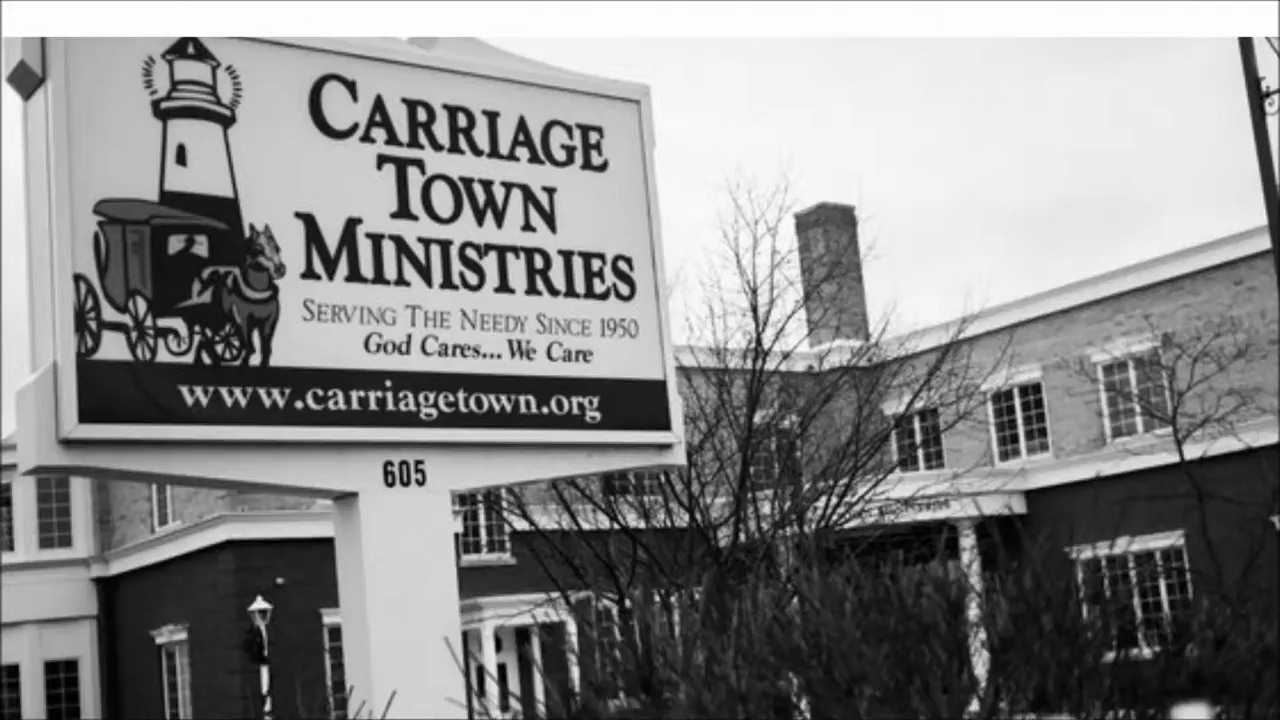 CARRIAGE
TOWN
MINISTRIES
SERVING THE NEEDY SINCE 1950
God Cares... We Care
www.carriagetown.org
605